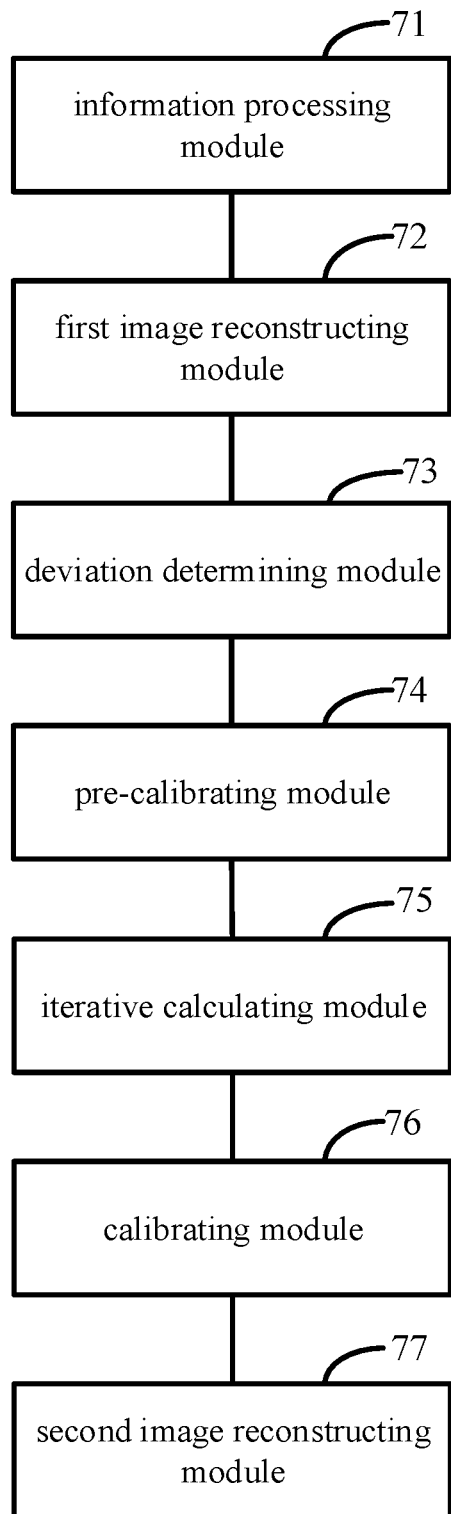 71
information processing
module
72
first image reconstructing
module
73
deviation determining module
74
pre-calibrating module
75
iterative calculating module
76
calibrating module
77
second image reconstructing
module